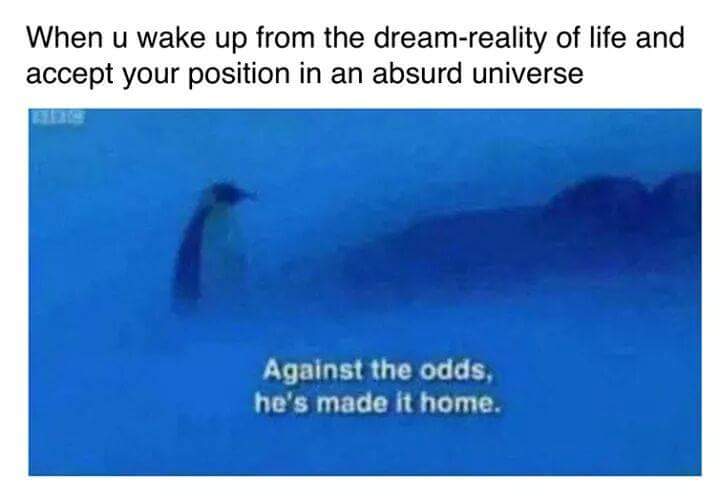 When u wake up from the dream-reality of life and
accept your position in an absurd universe
BBC
Against the odds,
he's made it home.